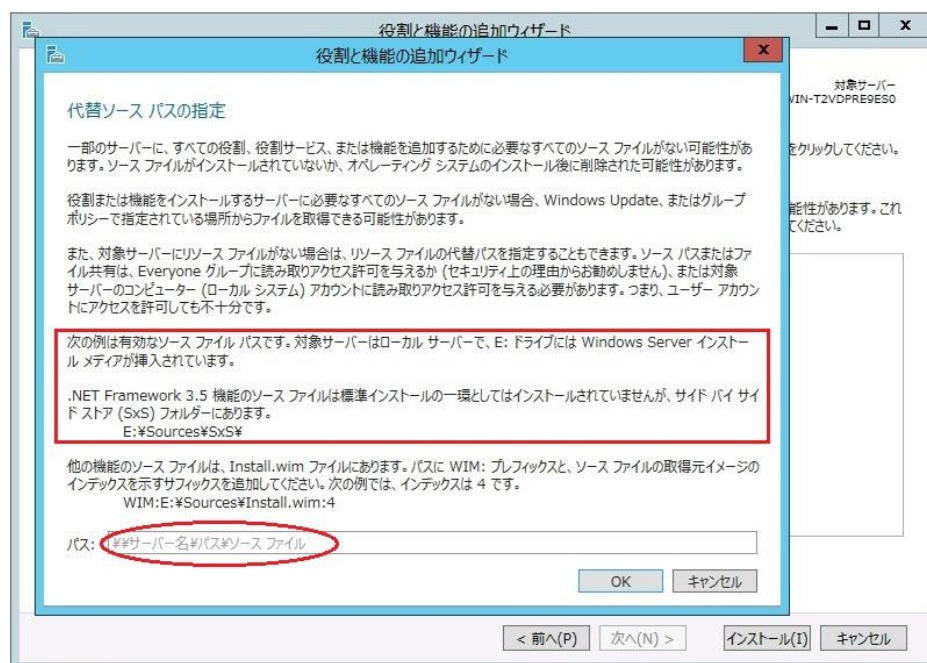 役割と機能の追加ウィザード
役割と機能の追加ウィザード
対象サーバー
WIN-T2VDPRE9ES0
代替ソース パスの指定
一部のサーバーに、すべての役割、役割サービス、または機能を追加するために必要なすべてのソース ファイルがない可能性があ
ります。ソース ファイルがインストールされていないか、オペレーティング システムのインストール後に削除された可能性があります。
をクリックしてください。
役割または機能をインストールするサーバーに必要なすべてのソース ファイルがない場合、Windows Update、またはグループ
ポリシーで指定されている場所からファイルを取得できる可能性があります。
能性があります。これ
てください。
また、対象サーバーにリソース ファイルがない場合は、リソース ファイルの代替パスを指定することもできます。ソース パスまたはファ
イル共有は、Everyone グループに読み取りアクセス許可を与えるか (セキュリティ上の理由からお勧めしません)、または対象
サーバーのコンピューター (ローカル システム) アカウントに読み取りアクセス許可を与える必要があります。つまり、ユーザー アカウン
トにアクセスを許可しても不十分です。
次の例は有効なソース ファイル パスです。対象サーバーはローカル サーバーで、E: ドライブには Windows Server インストー
ル メディアが挿入されています。
.NET Framework 3.5 機能のソース ファイルは標準インストールの一環としてはインストールされていませんが、サイド バイ サイ
ド ストア (SxS) フォルダーにあります。
E:¥Sources¥SxS¥
他の機能のソース ファイルは、Install.wim ファイルにあります。パスに WIM: プレフィックスと、ソース ファイルの取得元イメージの
インデックスを示すサフィックスを追加してください。次の例では、インデックスは 4 です。
WIM:E:¥Sources¥Install.wim:4
パス: ¥¥サーバー名¥パス¥ソース ファイル
OK キャンセル
< 前へ(P) 次へ(N) > インストール(I) キャンセル